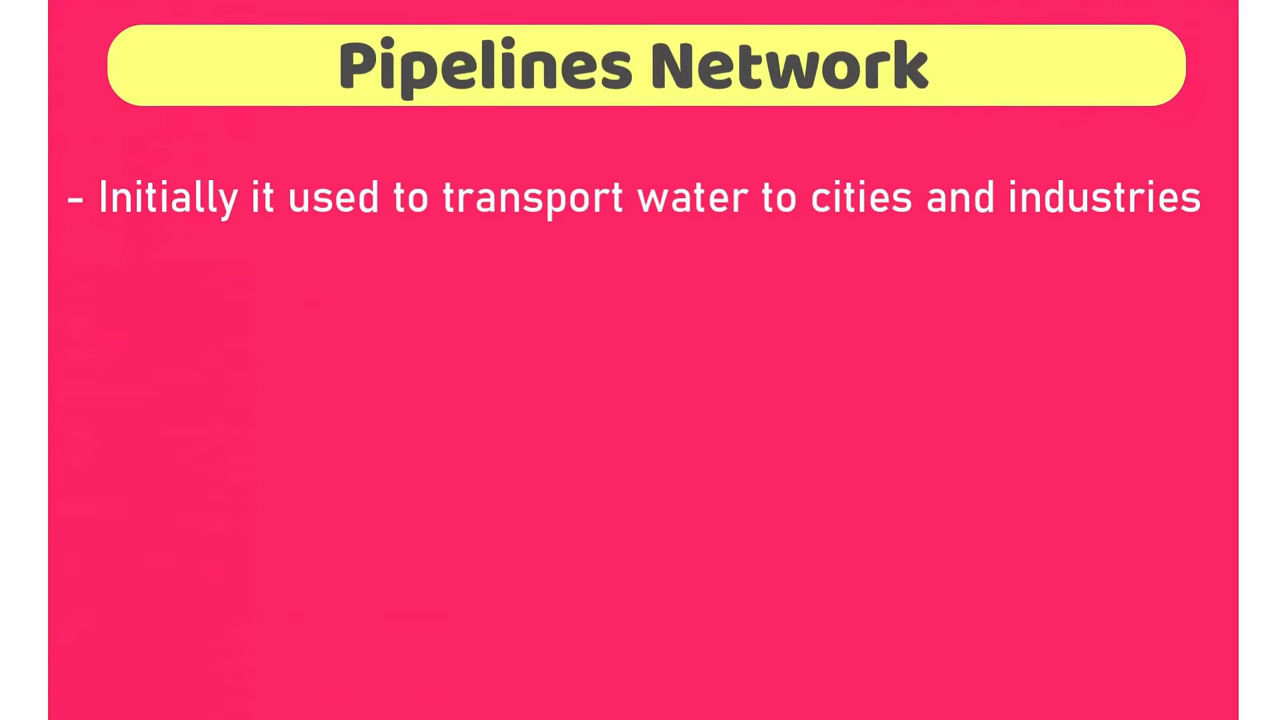 Pipelines Network
- Initially it used to transport water to cities and industries